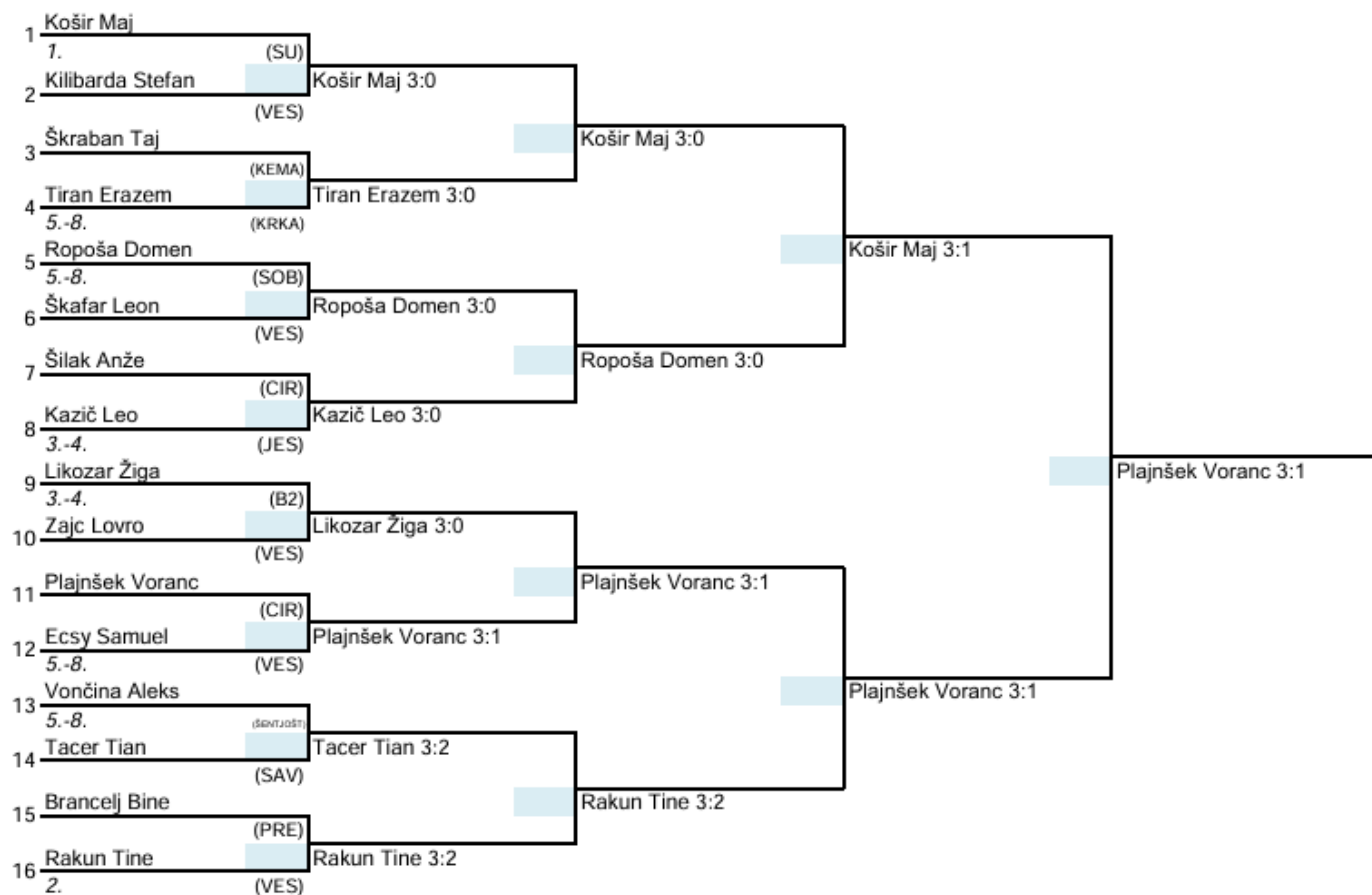 Košir Maj
1
1. (SU)
Kilibarda Stefan
Košir Maj 3:0
2
(VES)
Škraban Taj
Košir Maj 3:0
3
(KEMA)
Tiran Erazem
Tiran Erazem 3:0
4
5.-8. (KRKA)
Ropoša Domen
Košir Maj 3:1
5
5.-8. (SOB)
Škafar Leon
Ropoša Domen 3:0
6
(VES)
Šilak Anže
Ropoša Domen 3:0
7
(CIR)
Kazič Leo
Kazič Leo 3:0
8
3.-4. (JES)
Likozar Žiga
Plajnšek Voranc 3:1
9
3.-4. (B2)
Zajc Lovro
Likozar Žiga 3:0
10
(VES)
Plajnšek Voranc
Plajnšek Voranc 3:1
11
(CIR)
Ecsy Samuel
Plajnšek Voranc 3:1
12
5.-8. (VES)
Vončina Aleks
Plajnšek Voranc 3:1
13
5.-8. (ŠENTJOŠT)
Tacer Tian
Tacer Tian 3:2
14
(SAV)
Brancelj Bine
Rakun Tine 3:2
15
(PRE)
Rakun Tine
Rakun Tine 3:2
16
2. (VES)